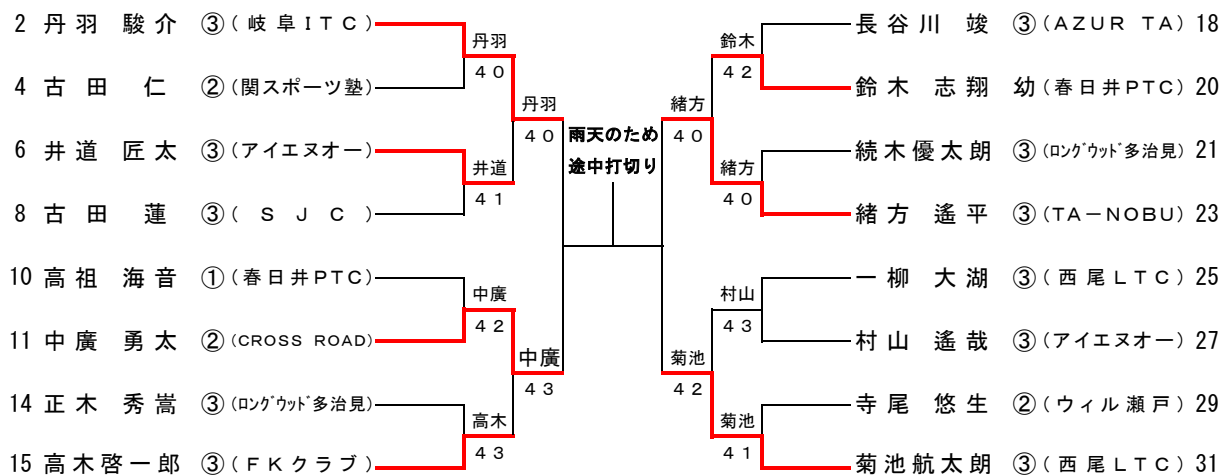 2 丹羽 駿介 ③(岐阜ITC)
4 古田 仁 ②(関スポーツ塾)
6 井道 匠太 ③(アイエヌオー)
8 古田 蓮 ③(SJC)
10 高祖 海音 ①(春日井PTC)
11 中廣 勇太 ②(CROSS ROAD)
14 正木 秀嵩 ③(ﾛﾝｸﾞｳｯﾄﾞ多治見)
15 高木啓一郎 ③(FKクラブ)
丹羽
40
井道
41
中廣
42
高木
43
丹羽
40
中廣
43
雨天のため
途中打切り
緒方
40
菊池
42
鈴木
42
緒方
40
村山
43
菊池
41
長谷川 竣 ③(AZUR TA) 18
鈴木 志翔 幼(春日井PTC) 20
続木優太朗 ③(ﾛﾝｸﾞｳｯﾄﾞ多治見) 21
緒方 遙平 ③(TA-NOBU) 23
一柳 大湖 ③(西尾LTC) 25
村山 遙哉 ③(アイエヌオー) 27
寺尾 悠生 ②(ウィル瀬戸) 29
菊池航太朗 ③(西尾LTC) 31